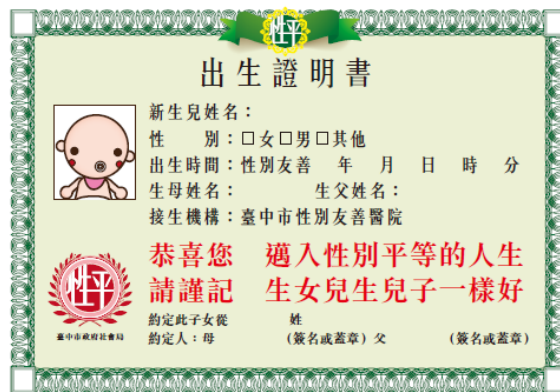 性平
出生證明書
新生兒姓名：
性　　別：□女□男□其他
出生時間：性別友善　年　月　日　時　分
生母姓名：　　　　生父姓名：
接生機構：臺中市性別友善醫院
恭喜您　邁入性別平等的人生
請謹記　生女兒生兒子一樣好
性平
臺中市政府社會局
約定此子女從　　　　姓
約定人：母　　　　（簽名或蓋章）父　　　　（簽名或蓋章）